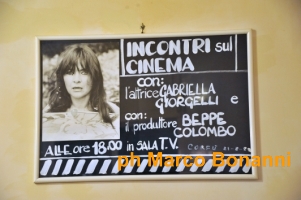 INCONTRI sul
CINEMA
con:
l'attrice GABRIELLA
GIORGELLI e
con:
il produttore BEPPE
COLOMBO
ALLE ore 18.00 in SALA T.V.
ph Marco Bonanni